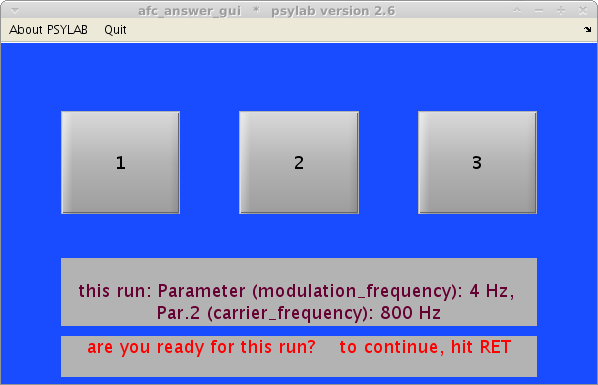 afc_answer_gui * psylab version 2.6
About PSYLAB Quit
1 2 3
this run: Parameter (modulation_frequency): 4 Hz,
Par.2 (carrier_frequency): 800 Hz
are you ready for this run? to continue, hit RET